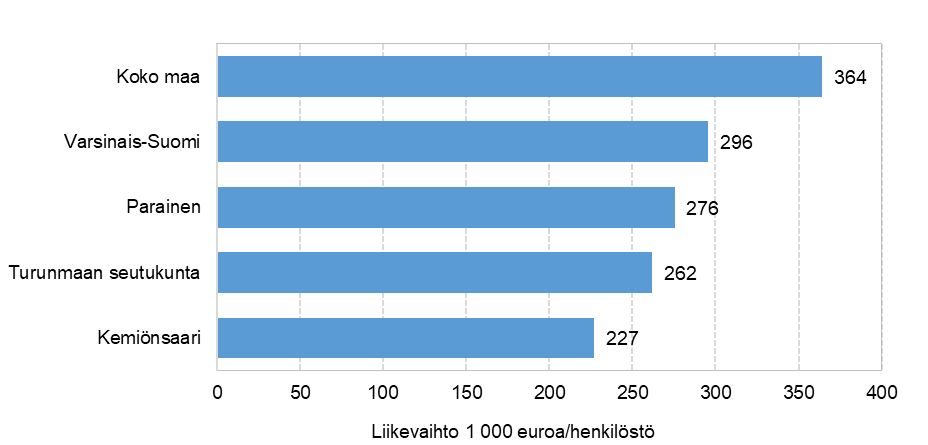 Koko maa 364
Varsinais-Suomi 296
Parainen 276
Turunmaan seutukunta 262
Kemiönsaari 227
0 50 100 150 200 250 300 350 400
Liikevaihto 1 000 euroa/henkilöstö